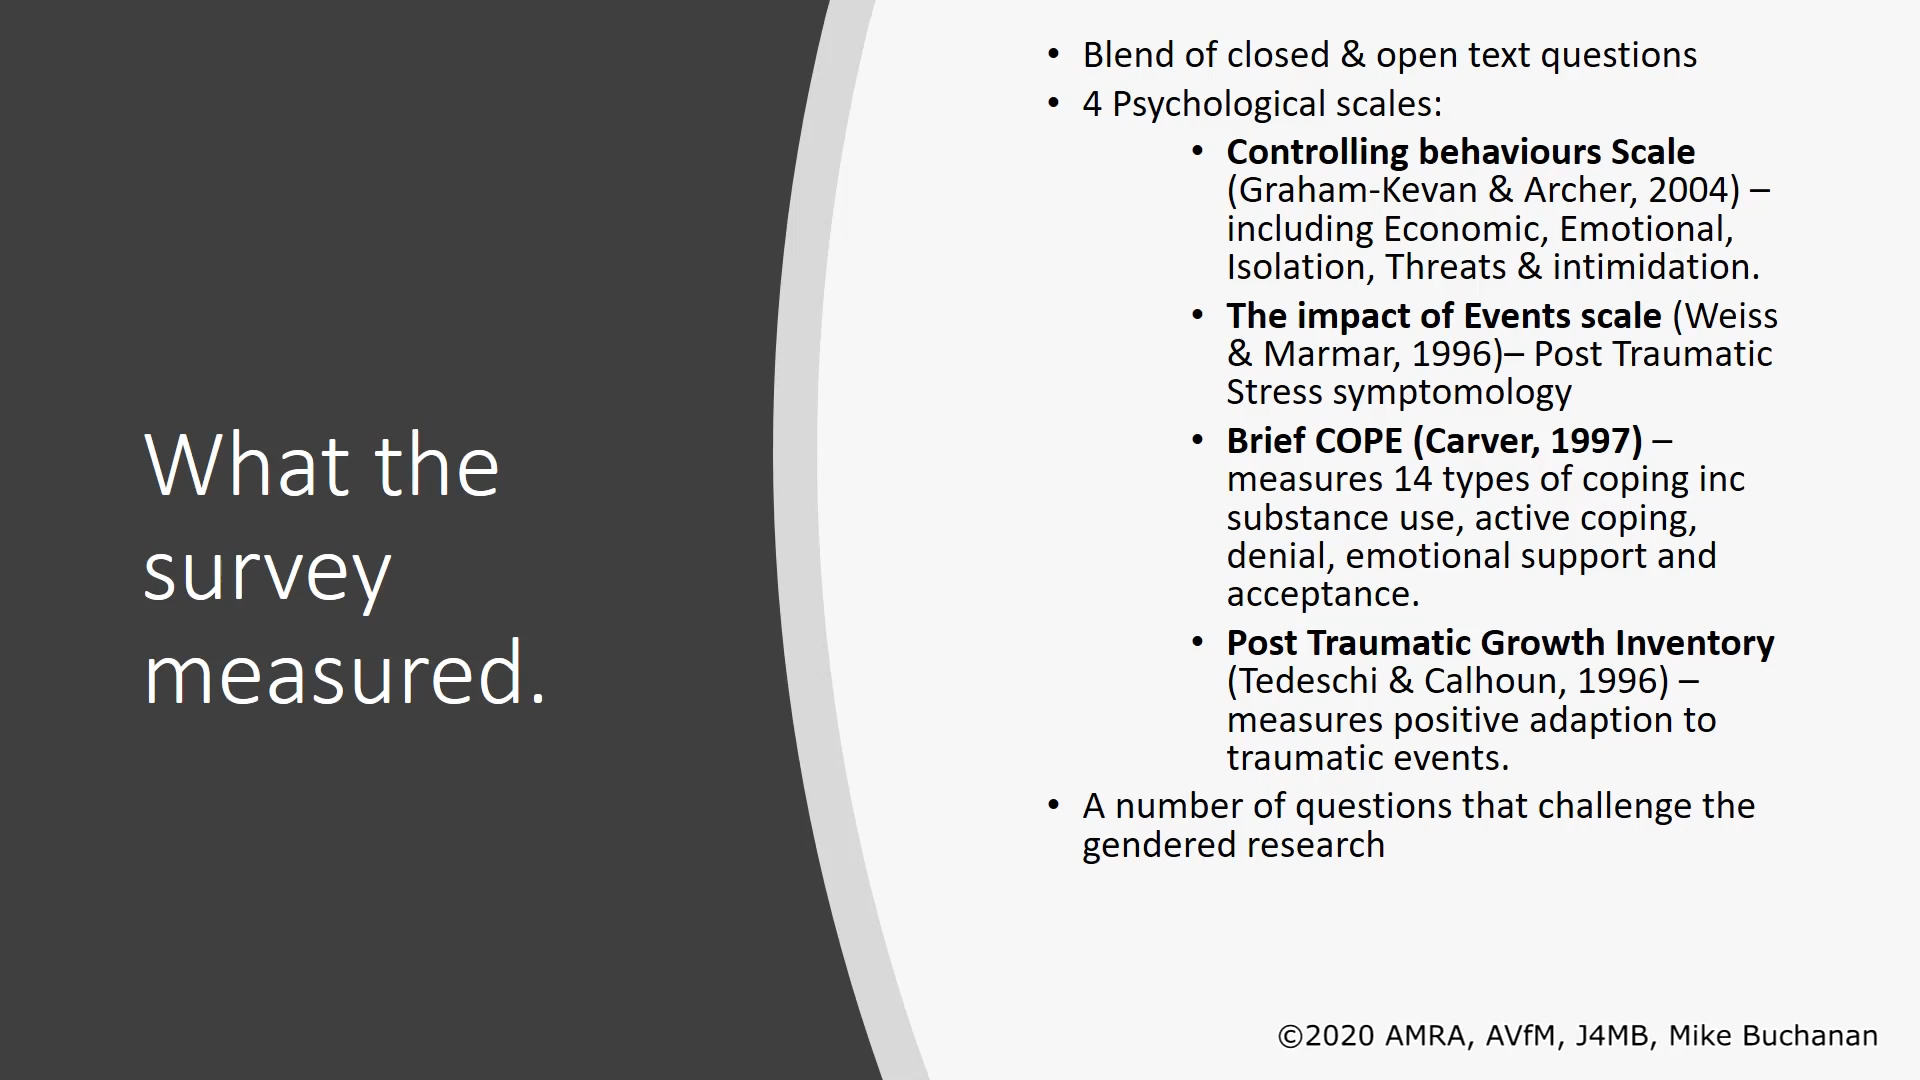 What the
survey
measured.
• Blend of closed & open text questions
• 4 Psychological scales:
• Controlling behaviours Scale
(Graham-Kevan & Archer, 2004) –
including Economic, Emotional,
Isolation, Threats & intimidation.
• The impact of Events scale (Weiss
& Marmar, 1996)– Post Traumatic
Stress symptomology
• Brief COPE (Carver, 1997) –
measures 14 types of coping inc
substance use, active coping,
denial, emotional support and
acceptance.
• Post Traumatic Growth Inventory
(Tedeschi & Calhoun, 1996) –
measures positive adaption to
traumatic events.
• A number of questions that challenge the
gendered research
©2020 AMRA, AVfM, J4MB, Mike Buchanan